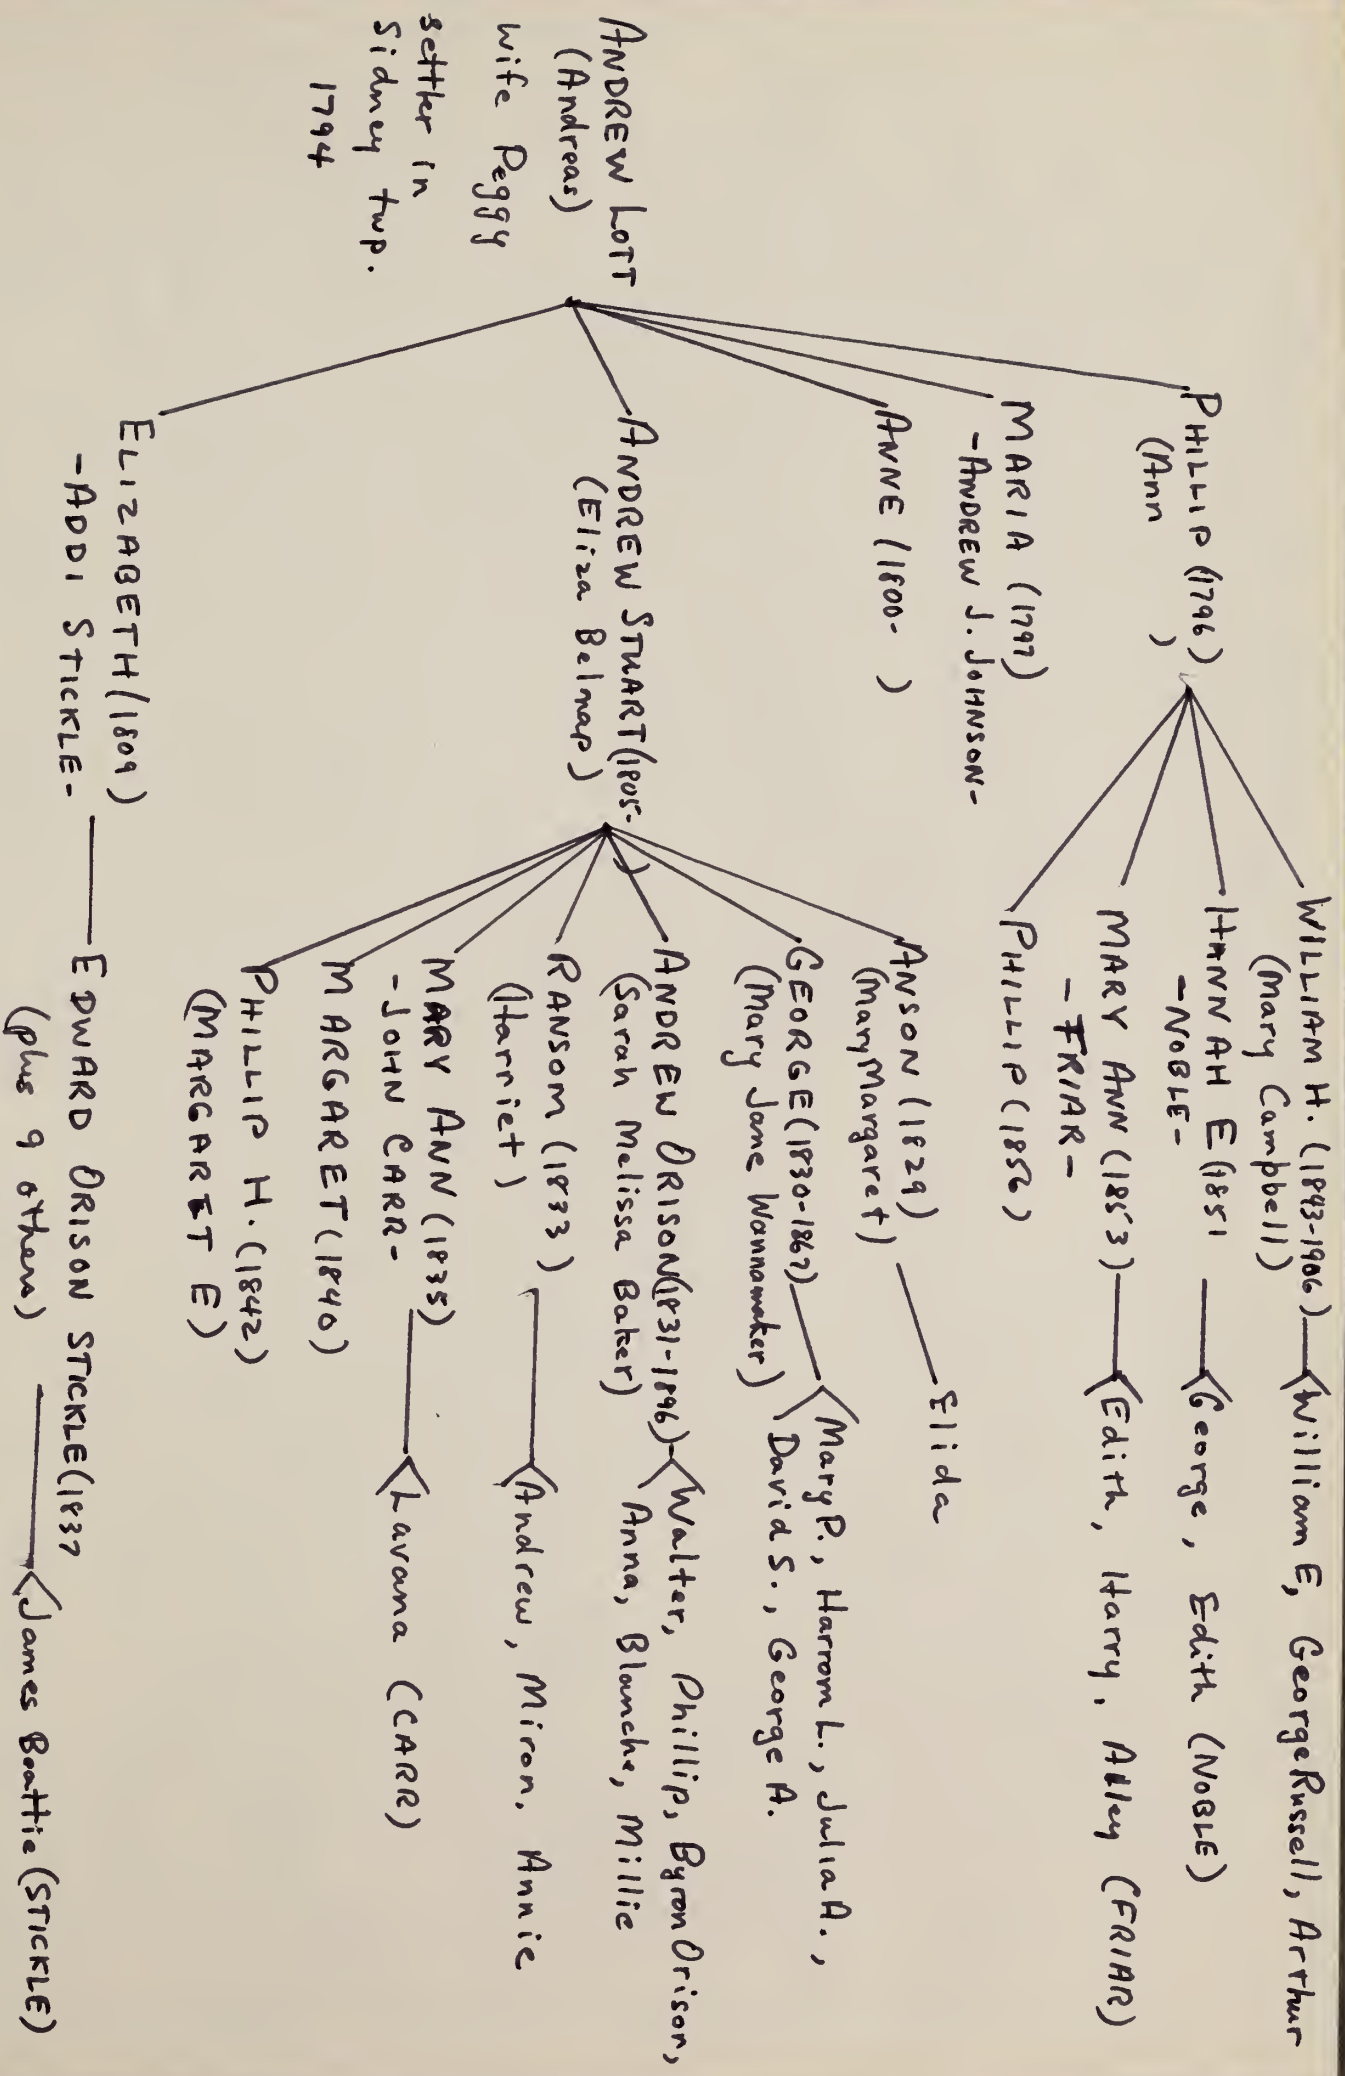 ANDREW LOTT
(Andreas)
wife Peggy
settler in
Sidney twp.
1794
PHILLIP (1796)
(Ann )
MARIA (1797)
-ANDREW J. JOHNSON-
ANNE (1800- )
ANDREW STUART (1805- )
(Eliza Belnap)
ELIZABETH (1809)
-ADDI STICKLE-
WILLIAM H. (1843-1906)
(Mary Campbell)
HANNAH E (1851
-NOBLE-
MARY ANN (1853)
-FRIAR-
PHILLIP (1856)
ANSON (1829)
(Mary Margaret)
GEORGE (1830-1867)
(Mary Jane Wannamaker)
ANDREW ORISON (1831-1896)
(Sarah Melissa Baker)
RANSOM (1833)
(Harriet)
MARY ANN (1835)
-JOHN CARR-
MARGARET (1840)
PHILLIP H. (1842)
(MARGARET E)
EDWARD ORISON STICKLE (1837
(plus 9 others)
William E, George Russell, Arthur
George, Edith (NOBLE)
Edith, Harry, Alley (FRIAR)
Elida
Mary P., Harrom L., Julia A.,
David S., George A.
Walter, Phillip, Byron Orison,
Anna, Blanche, Millie
Andrew, Miron, Annie
Lavana (CARR)
James Beattie (STICKLE)